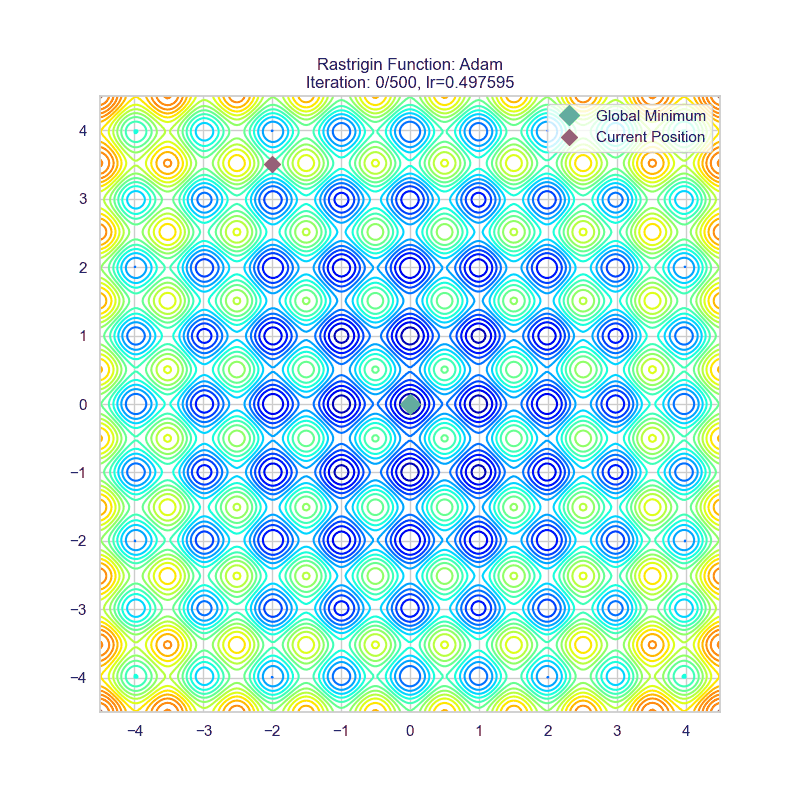 Rastrigin Function: Adam
Iteration: 0/500, lr=0.497595
Global Minimum
Current Position
4
3
2
1
0
−1
−2
−3
−4
−4 −3 −2 −1 0 1 2 3 4